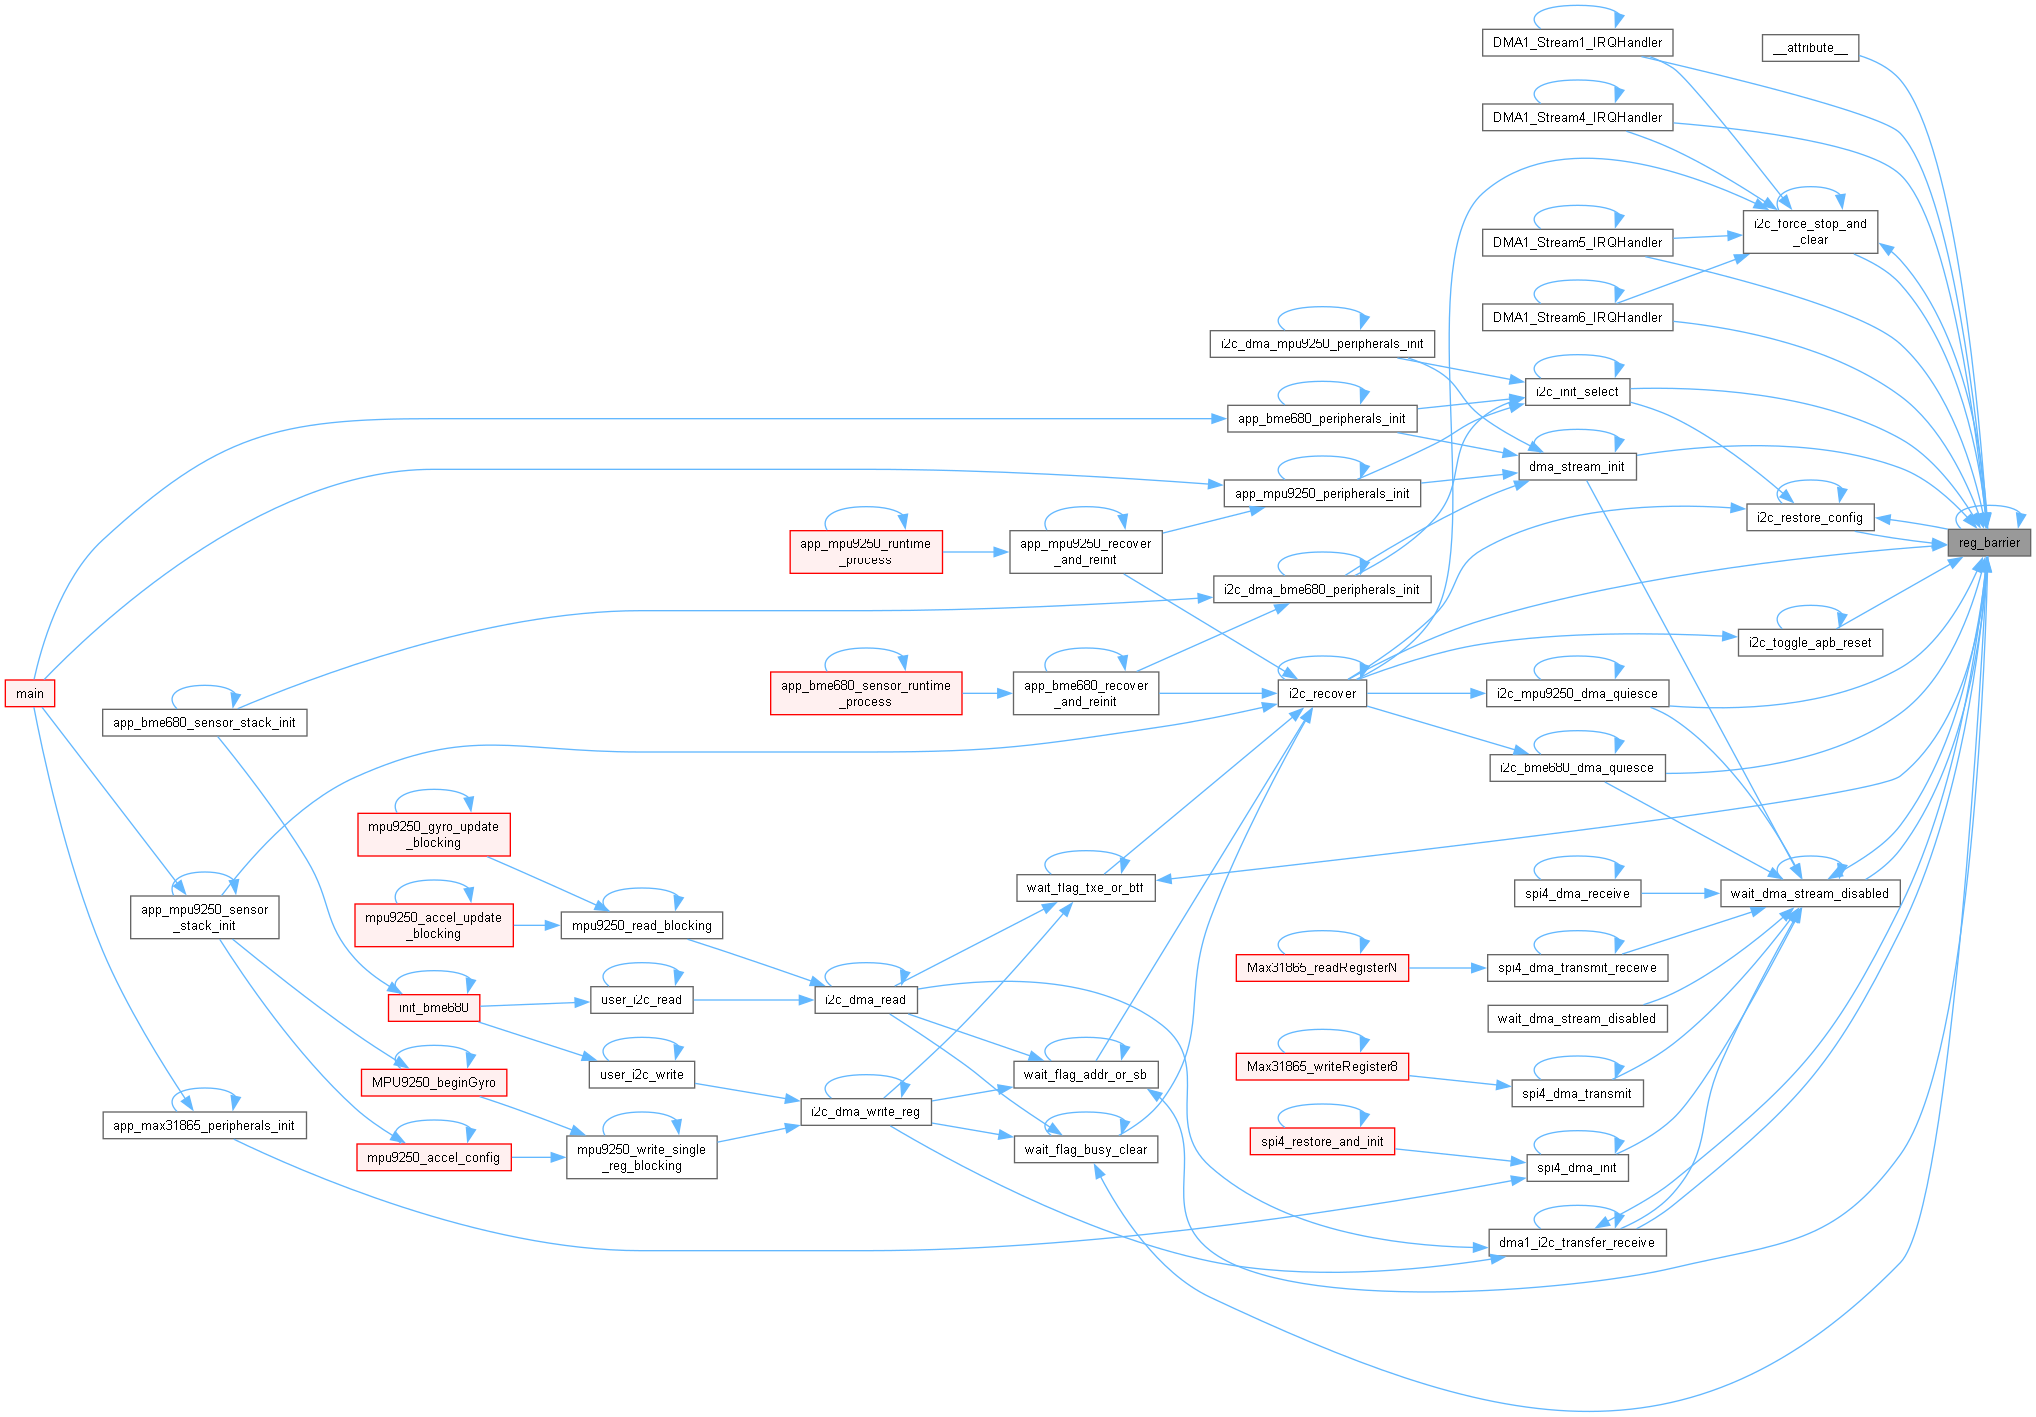 DMA1_Stream1_IRQHandler
__attribute__
DMA1_Stream4_IRQHandler
i2c_force_stop_and
_clear
DMA1_Stream5_IRQHandler
DMA1_Stream6_IRQHandler
i2c_dma_mpu9250_peripherals_init
i2c_init_select
app_bme680_peripherals_init
dma_stream_init
app_mpu9250_peripherals_init
i2c_restore_config
app_mpu9250_runtime
_process
app_mpu9250_recover
_and_reinit
reg_barrier
i2c_dma_bme680_peripherals_init
i2c_toggle_apb_reset
main
app_bme680_sensor_runtime
_process
app_bme680_recover
_and_reinit
i2c_recover
i2c_mpu9250_dma_quiesce
app_bme680_sensor_stack_init
i2c_bme680_dma_quiesce
mpu9250_gyro_update
_blocking
wait_flag_txe_or_btf
spi4_dma_receive
wait_dma_stream_disabled
app_mpu9250_sensor
_stack_init
mpu9250_accel_update
_blocking
mpu9250_read_blocking
Max31865_readRegisterN
spi4_dma_transmit_receive
init_bme680
user_i2c_read
i2c_dma_read
wait_dma_stream_disabled
MPU9250_beginGyro
user_i2c_write
wait_flag_addr_or_sb
Max31865_writeRegister8
spi4_dma_transmit
app_max31865_peripherals_init
i2c_dma_write_reg
mpu9250_accel_config
mpu9250_write_single
_reg_blocking
wait_flag_busy_clear
spi4_restore_and_init
spi4_dma_init
dma1_i2c_transfer_receive